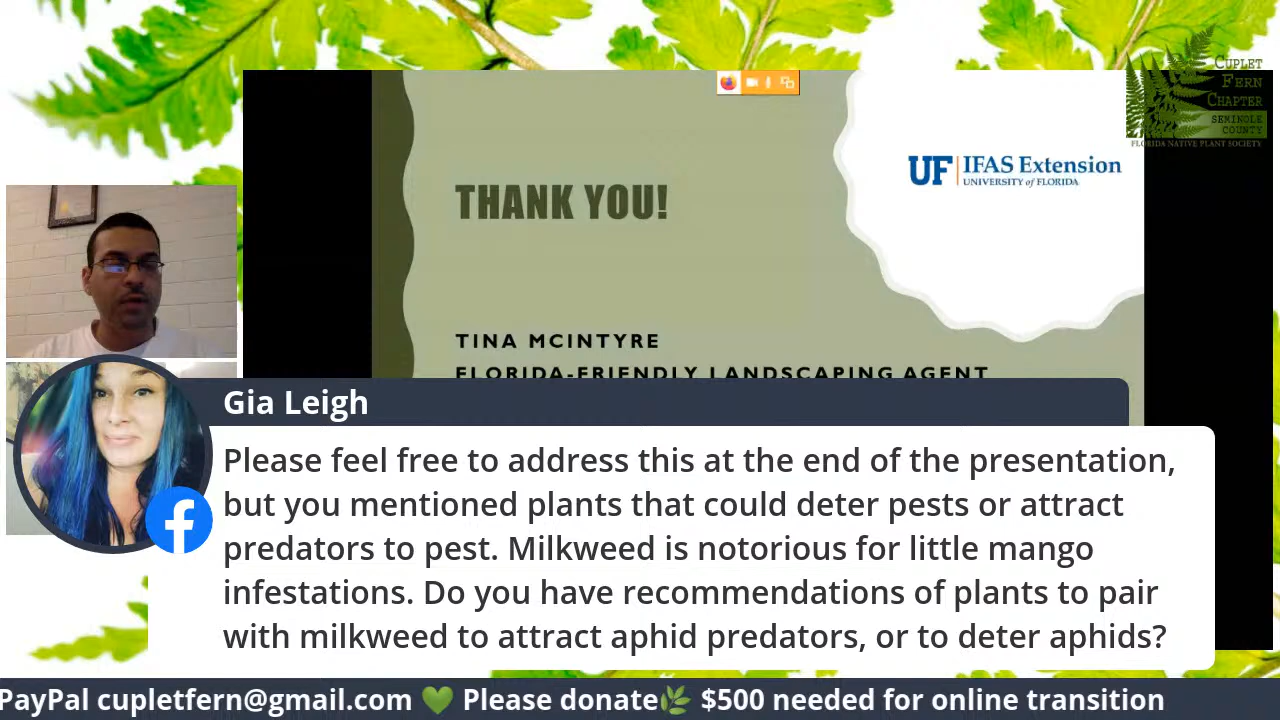 CUPLET
FERN
CHAPTER
SEMINOLE
COUNTY
FLORIDA NATIVE PLANT SOCIETY
UF IFAS Extension
UNIVERSITY of FLORIDA
THANK YOU!
TINA MCINTYRE
FLORIDA-FRIENDLY LANDSCAPING AGENT
Gia Leigh
Please feel free to address this at the end of the presentation,
but you mentioned plants that could deter pests or attract
predators to pest. Milkweed is notorious for little mango
infestations. Do you have recommendations of plants to pair
with milkweed to attract aphid predators, or to deter aphids?
PayPal cupletfern@gmail.com 💚 Please donate🌿 $500 needed for online transition